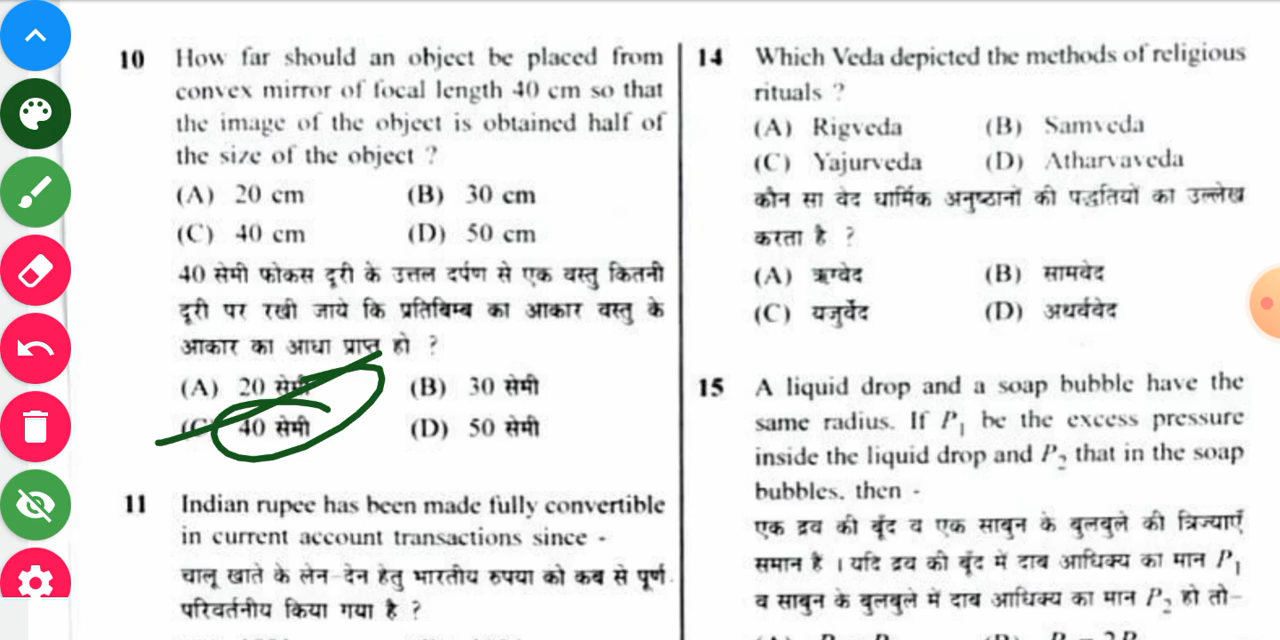 10 How far should an object be placed from
convex mirror of focal length 40 cm so that
the image of the object is obtained half of
the size of the object ?
(A) 20 cm (B) 30 cm
(C) 40 cm (D) 50 cm
40 सेमी फोकस दूरी के उत्तल दर्पण से एक वस्तु कितनी
दूरी पर रखी जाये कि प्रतिबिम्ब का आकार वस्तु के
आकार का आधा प्राप्त हो ?
(A) 20 सेमी (B) 30 सेमी
(C) 40 सेमी (D) 50 सेमी
11 Indian rupee has been made fully convertible
in current account transactions since -
चालू खाते के लेन-देन हेतु भारतीय रुपया को कब से पूर्ण
परिवर्तनीय किया गया है ?
14 Which Veda depicted the methods of religious
rituals ?
(A) Rigveda (B) Samveda
(C) Yajurveda (D) Atharvaveda
कौन सा वेद धार्मिक अनुष्ठानों की पद्धतियों का उल्लेख
करता है ?
(A) ऋग्वेद (B) सामवेद
(C) यजुर्वेद (D) अथर्ववेद
15 A liquid drop and a soap bubble have the
same radius. If P₁ be the excess pressure
inside the liquid drop and P₂ that in the soap
bubbles, then -
एक द्रव की बूँद व एक साबुन के बुलबुले की त्रिज्याएँ
समान हैं । यदि द्रव की बूँद में दाब आधिक्य का मान P₁
व साबुन के बुलबुले में दाब आधिक्य का मान P₂ हो तो-